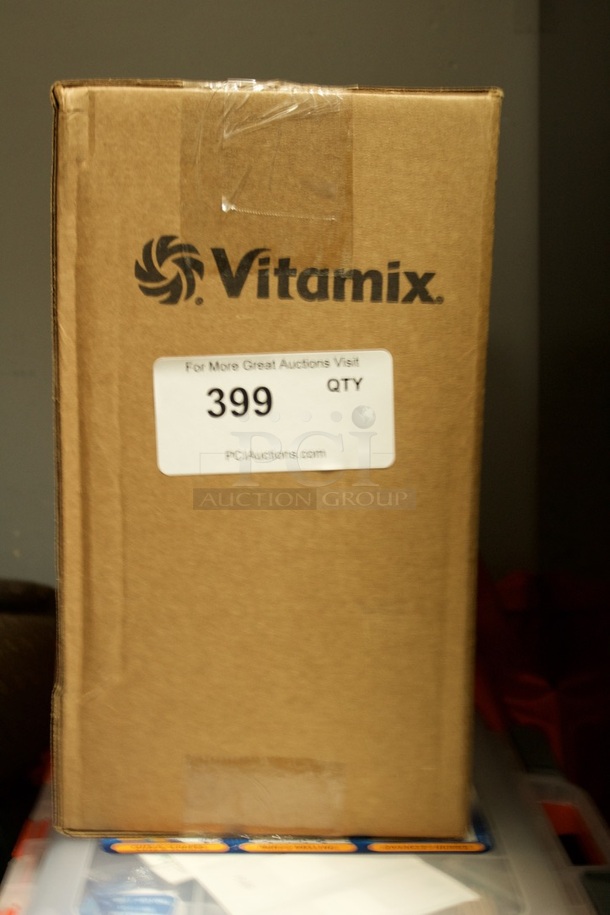 Vitamix.
For More Great Auctions Visit
399 QTY
PCIAuctions.com
PCI
AUCTION GROUP